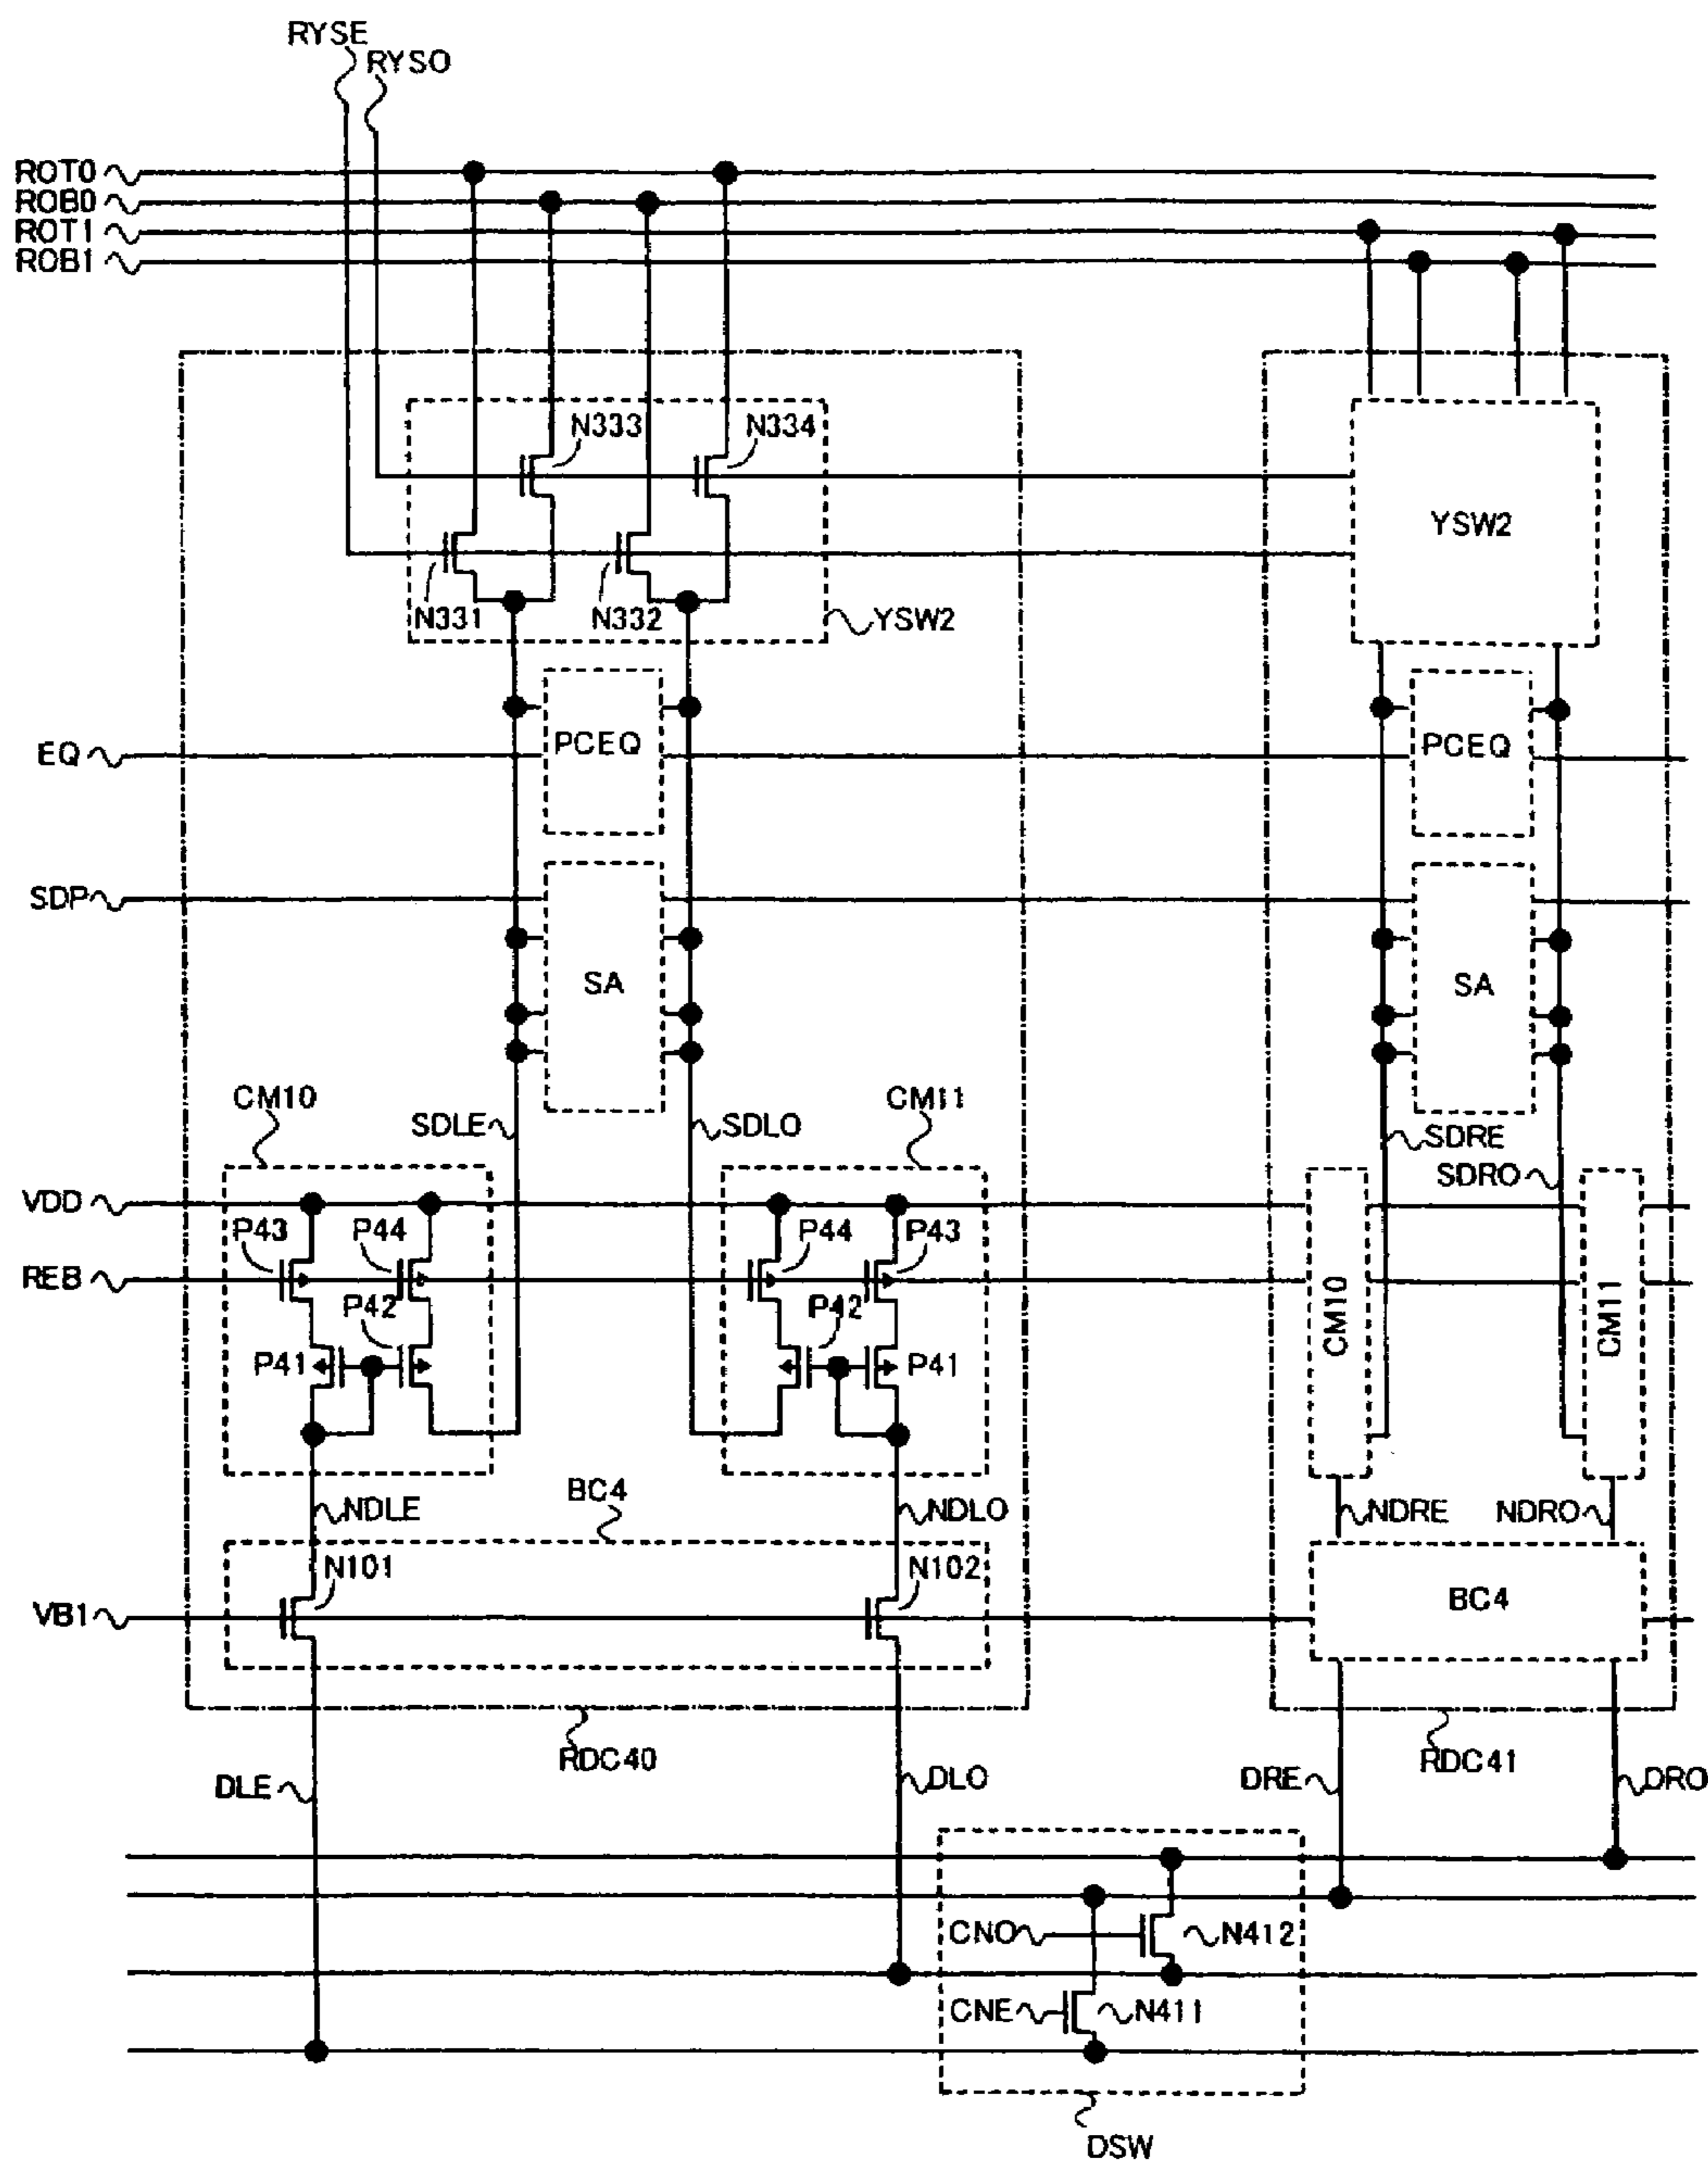 RYSE
RYSO
ROT0
ROB0
ROT1
ROB1
N333
N334
YSW2
N331
N332
YSW2
EQ
PCEQ
PCEQ
SDP
SA
SA
CM10
CM11
SDLE
SDLO
SDRE
SDRO
VDD
P43
P44
P44
P43
REB
P42
P42
CM10
CM11
P41
P41
BC4
NDLE
NDLO
NDRE
NDRO
N101
N102
VB1
BC4
RDC40
RDC41
DLE
DLO
DRE
DRO
CNO
N412
CNE
N411
DSW